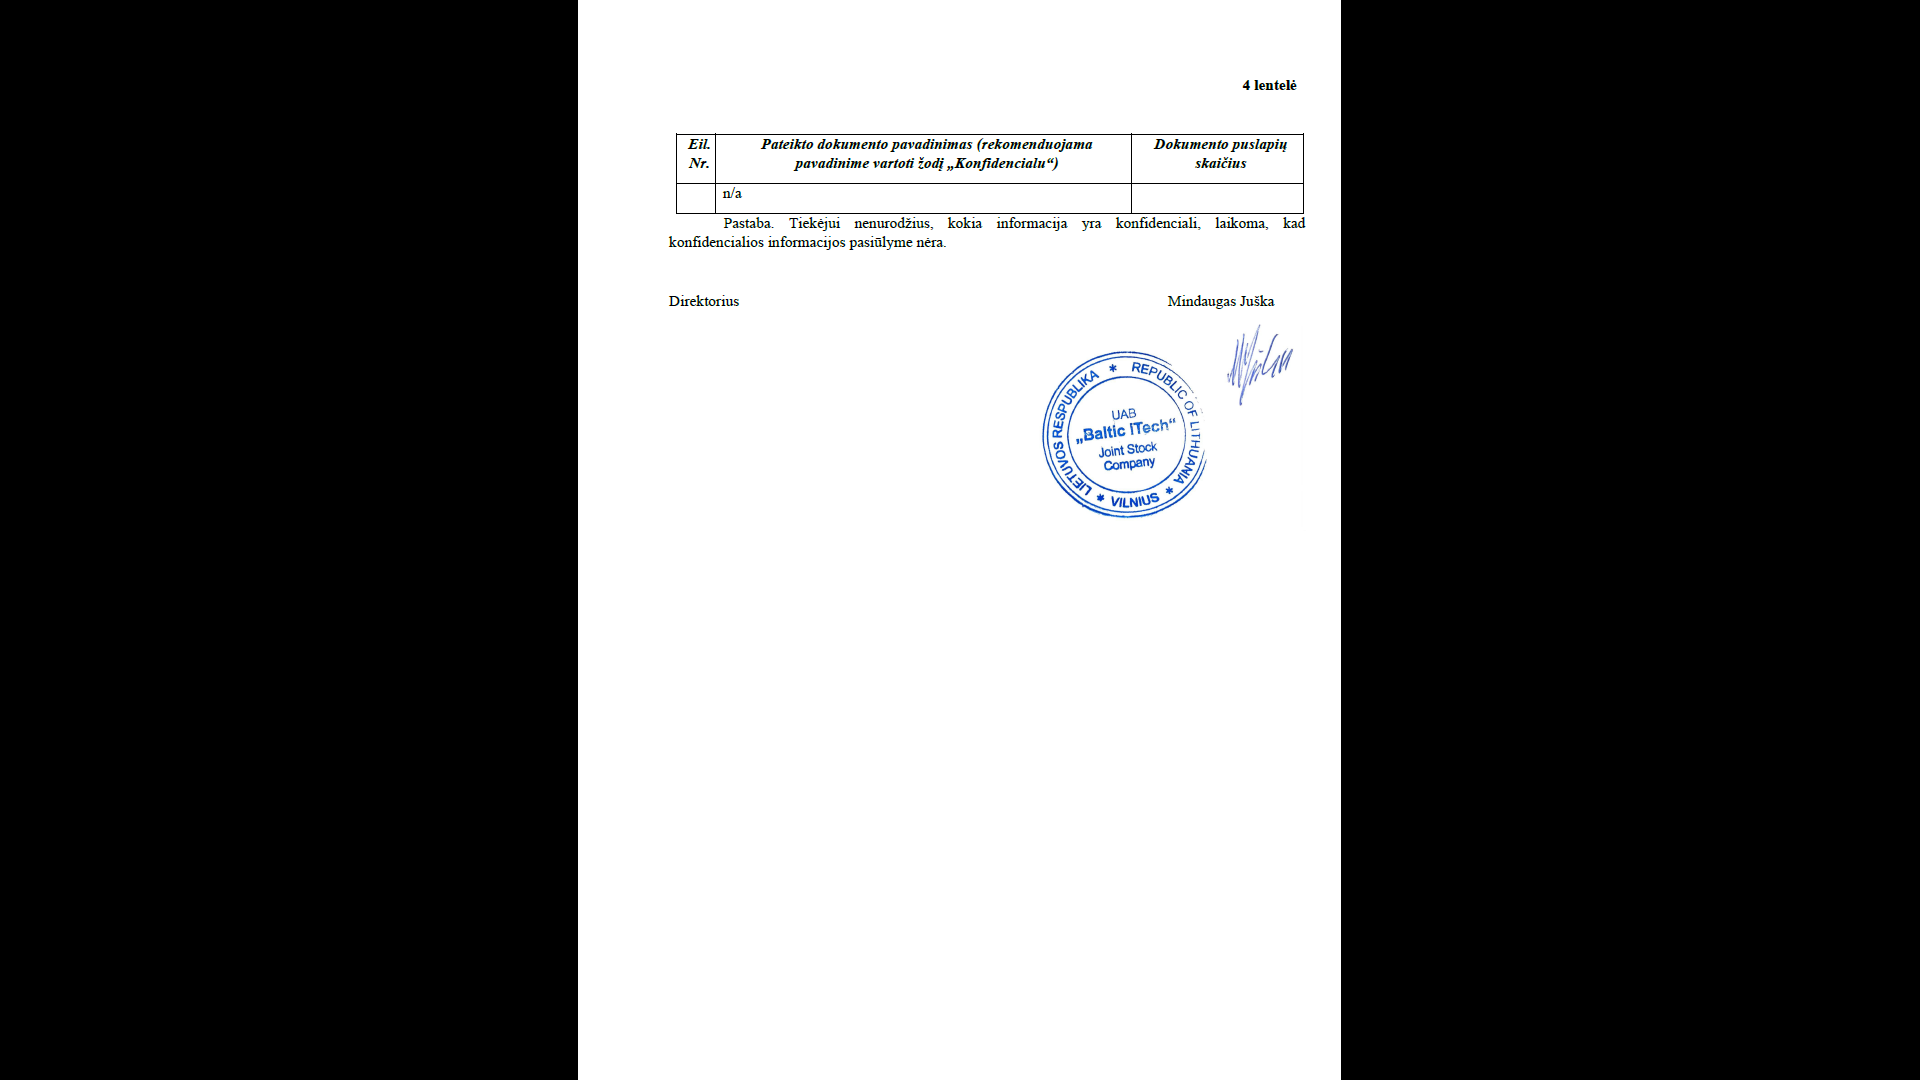 4 lentelė
Eil. Nr.
Pateikto dokumento pavadinimas (rekomenduojama
pavadinime vartoti žodį „Konfidencialu“)
Dokumento puslapių
skaičius
n/a
Pastaba. Tiekėjui nenurodžius, kokia informacija yra konfidenciali, laikoma, kad
konfidencialios informacijos pasiūlyme nėra.
Direktorius
Mindaugas Juška
LIETUVOS RESPUBLIKA * REPUBLIC OF LITHUANIA * VILNIUS *
UAB
„Baltic ITech“
Joint Stock
Company